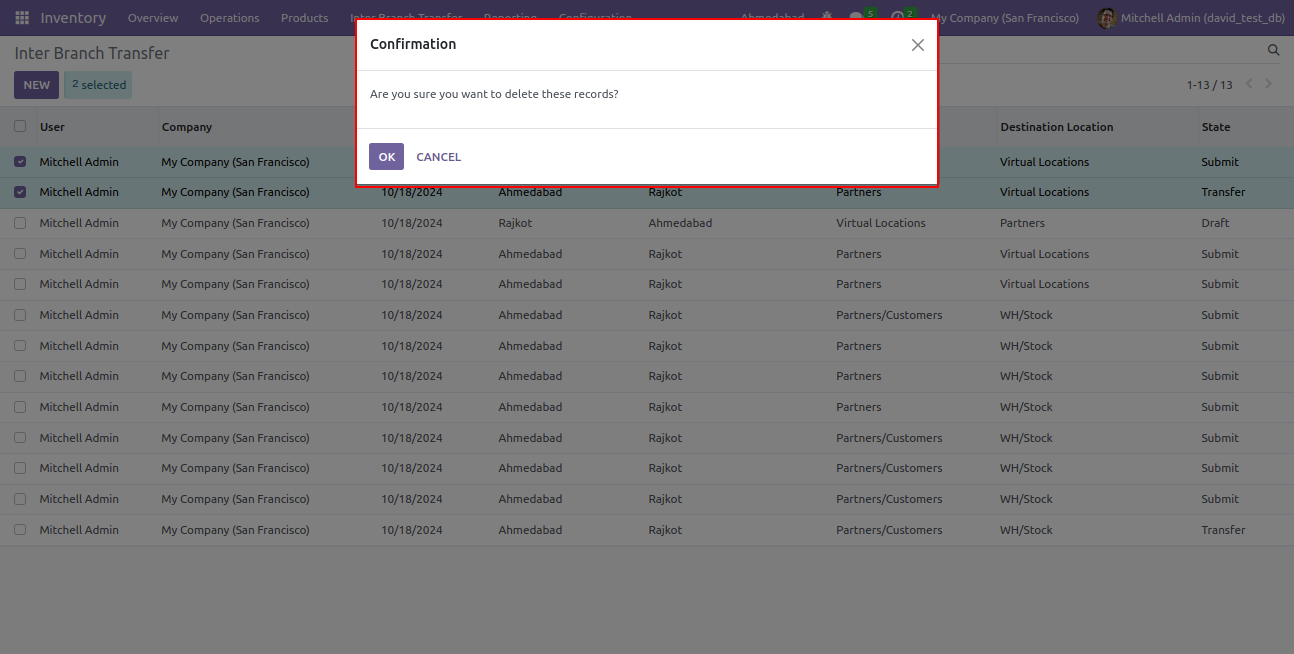 Inventory Overview Operations Products Inter Branch Transfer Reporting Configuration Ahmedabad 5 2 My Company (San Francisco) Mitchell Admin (david_test_db)
Confirmation
Inter Branch Transfer
NEW 2 selected 1-13 / 13
Are you sure you want to delete these records?
User Company Destination Location State
OK CANCEL
Mitchell Admin My Company (San Francisco) Virtual Locations Submit
Mitchell Admin My Company (San Francisco) 10/18/2024 Ahmedabad Rajkot Partners Virtual Locations Transfer
Mitchell Admin My Company (San Francisco) 10/18/2024 Rajkot Ahmedabad Virtual Locations Partners Draft
Mitchell Admin My Company (San Francisco) 10/18/2024 Ahmedabad Rajkot Partners Virtual Locations Submit
Mitchell Admin My Company (San Francisco) 10/18/2024 Ahmedabad Rajkot Partners Virtual Locations Submit
Mitchell Admin My Company (San Francisco) 10/18/2024 Ahmedabad Rajkot Partners/Customers WH/Stock Submit
Mitchell Admin My Company (San Francisco) 10/18/2024 Ahmedabad Rajkot Partners WH/Stock Submit
Mitchell Admin My Company (San Francisco) 10/18/2024 Ahmedabad Rajkot Partners WH/Stock Submit
Mitchell Admin My Company (San Francisco) 10/18/2024 Ahmedabad Rajkot Partners WH/Stock Submit
Mitchell Admin My Company (San Francisco) 10/18/2024 Ahmedabad Rajkot Partners/Customers WH/Stock Submit
Mitchell Admin My Company (San Francisco) 10/18/2024 Ahmedabad Rajkot Partners/Customers WH/Stock Submit
Mitchell Admin My Company (San Francisco) 10/18/2024 Ahmedabad Rajkot Partners/Customers WH/Stock Submit
Mitchell Admin My Company (San Francisco) 10/18/2024 Ahmedabad Rajkot Partners/Customers WH/Stock Transfer